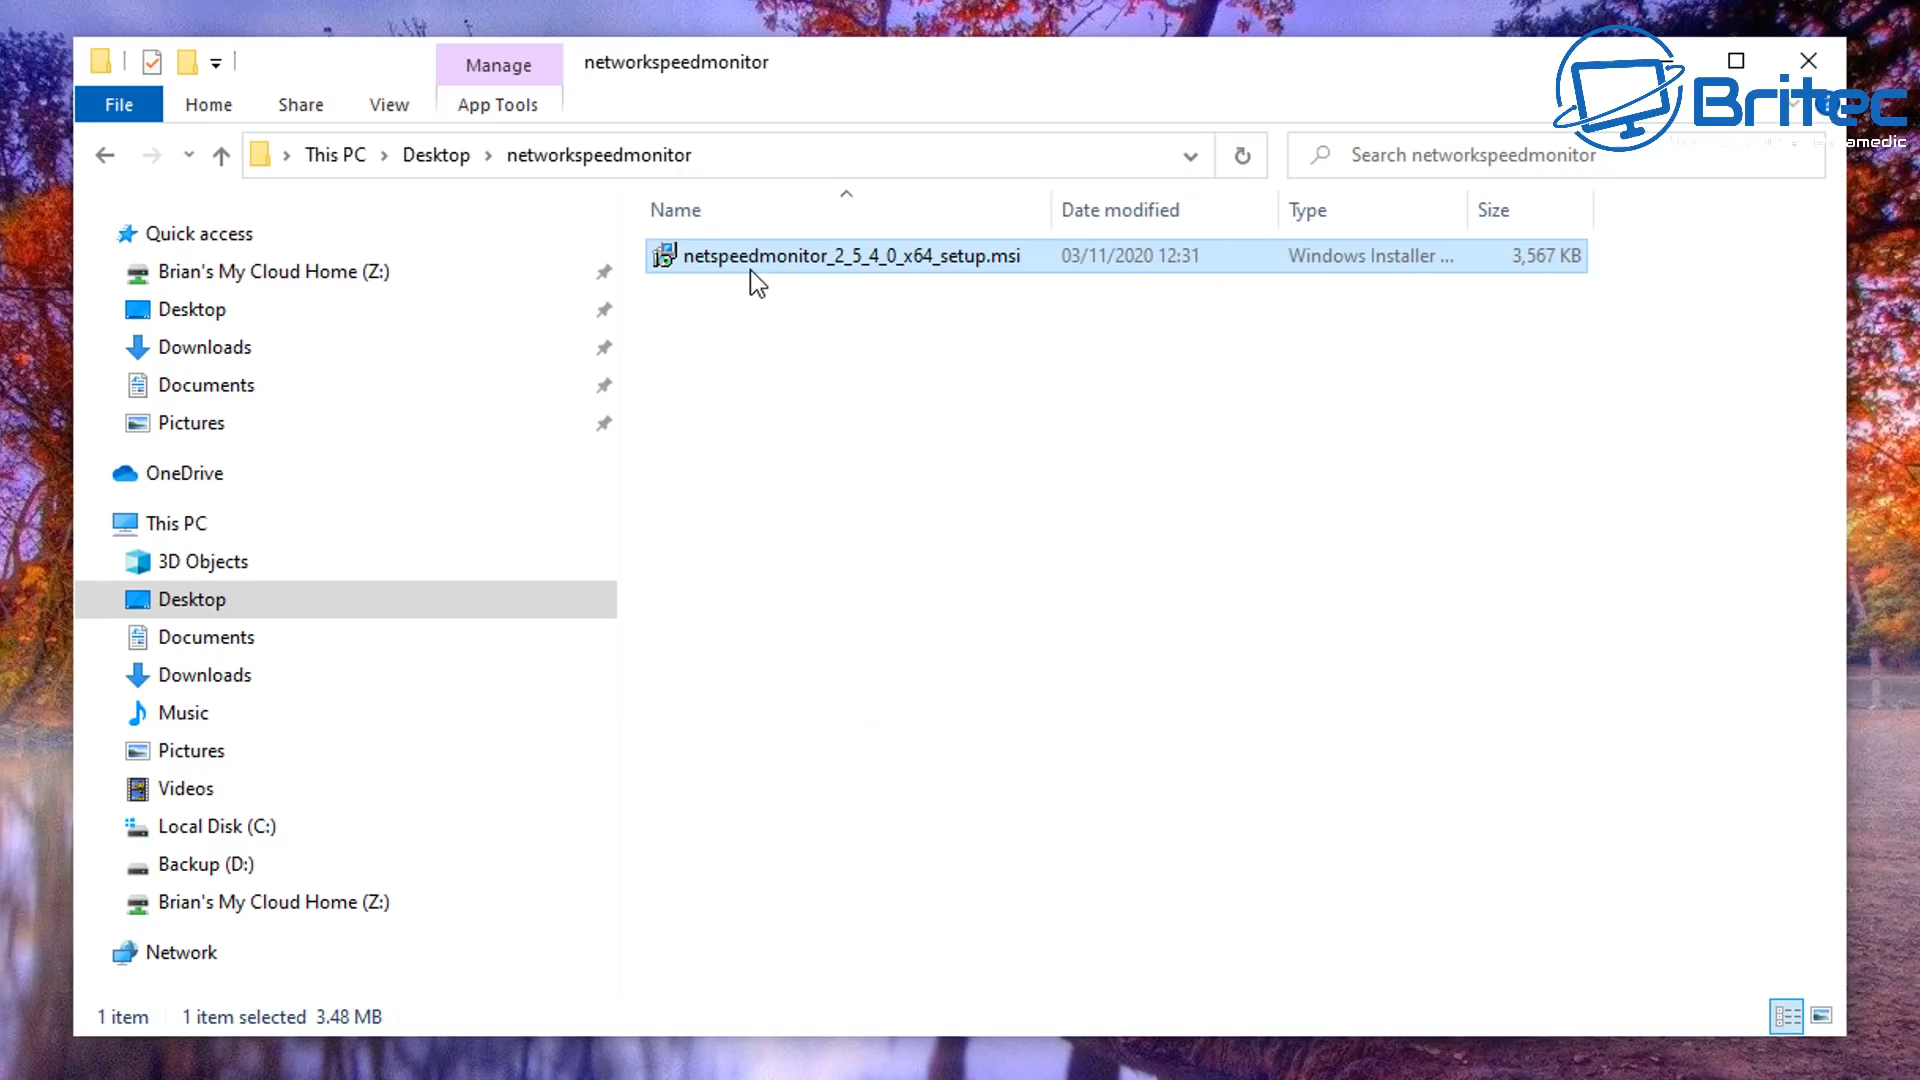 Manage
networkspeedmonitor
File
Home
Share
View
App Tools
Britec
This PC
Desktop
networkspeedmonitor
Search networkspeedmonitor
Name
Date modified
Type
Size
netspeedmonitor_2_5_4_0_x64_setup.msi
03/11/2020 12:31
Windows Installer ...
3,567 KB
Quick access
Brian's My Cloud Home (Z:)
Desktop
Downloads
Documents
Pictures
OneDrive
This PC
3D Objects
Desktop
Documents
Downloads
Music
Pictures
Videos
Local Disk (C:)
Backup (D:)
Brian's My Cloud Home (Z:)
Network
1 item
1 item selected 3.48 MB